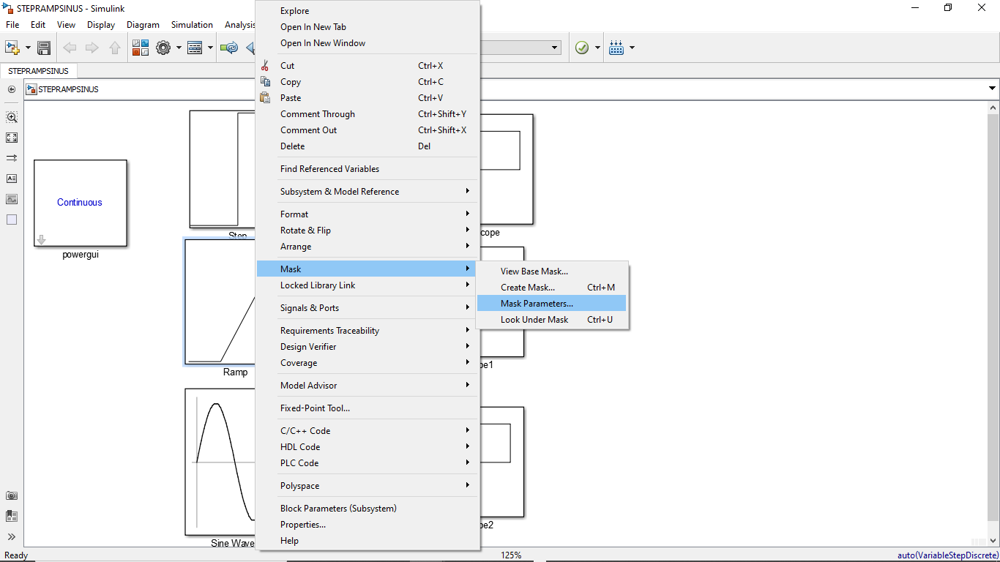 STEPRAMPSINUS - Simulink
File Edit View Display Diagram Simulation Analysis
STEPRAMPSINUS
STEPRAMPSINUS
Continuous
powergui
Step
Ramp
Sine Wave
cope
pe1
pe2
Explore
Open In New Tab
Open In New Window
Cut Ctrl+X
Copy Ctrl+C
Paste Ctrl+V
Comment Through Ctrl+Shift+Y
Comment Out Ctrl+Shift+X
Delete Del
Find Referenced Variables
Subsystem & Model Reference
Format
Rotate & Flip
Arrange
Mask
Locked Library Link
Signals & Ports
Requirements Traceability
Design Verifier
Coverage
Model Advisor
Fixed-Point Tool...
C/C++ Code
HDL Code
PLC Code
Polyspace
Block Parameters (Subsystem)
Properties...
Help
View Base Mask...
Create Mask... Ctrl+M
Mask Parameters...
Look Under Mask Ctrl+U
Ready 125% auto(VariableStepDiscrete)